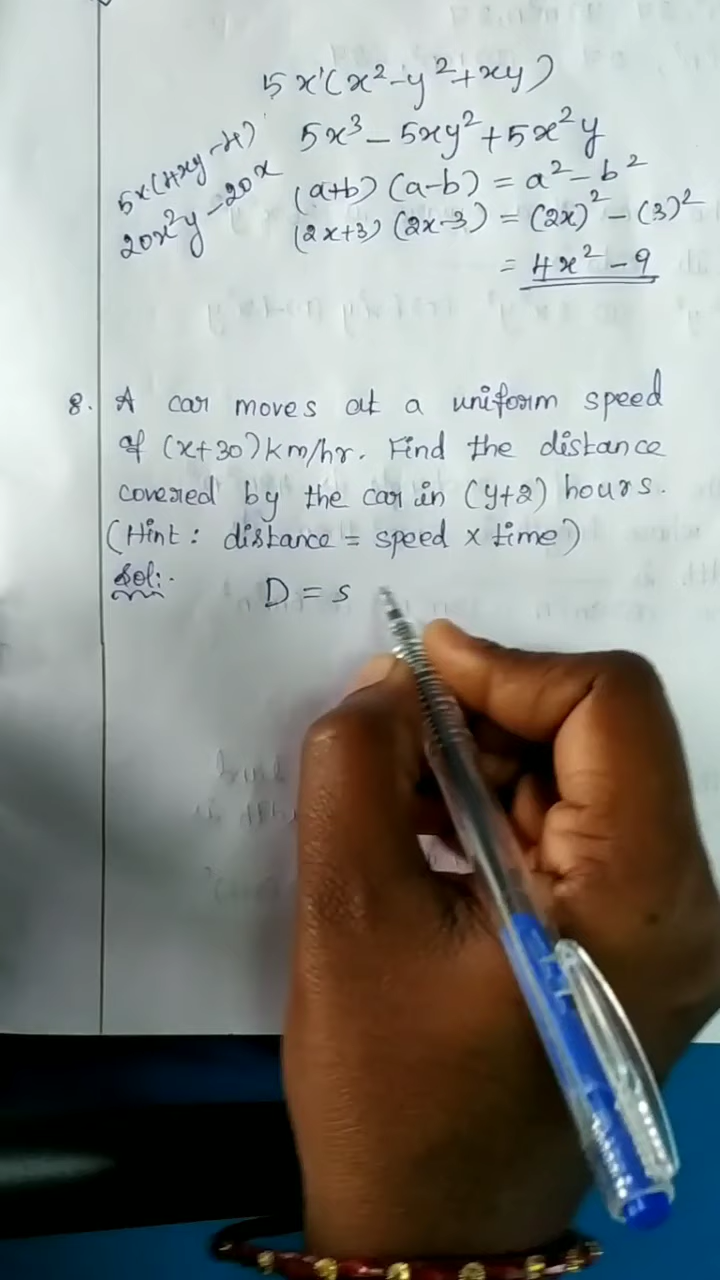 5x(x²-y²+xy)
5x³-5xy²+5x²y
5x(4xy-4)
20x²y-20x
(a+b)(a-b) = a²-b²
(2x+3)(2x-3) = (2x)²-(3)²
= 4x²-9
8. A car moves at a uniform speed
of (x+30)km/hr. Find the distance
covered by the car in (y+2) hours.
(Hint: distance = speed × time)
Sol:-
D = s